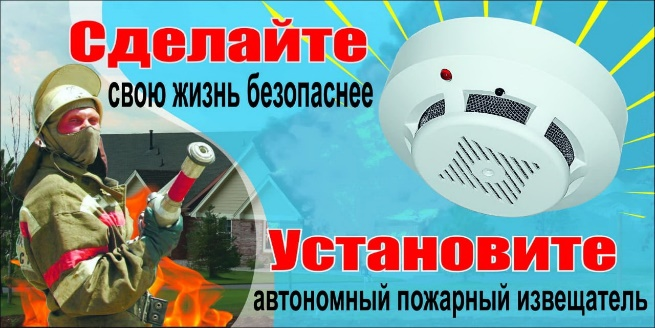 Сделайте
свою жизнь безопаснее
Установите
автономный пожарный извещатель